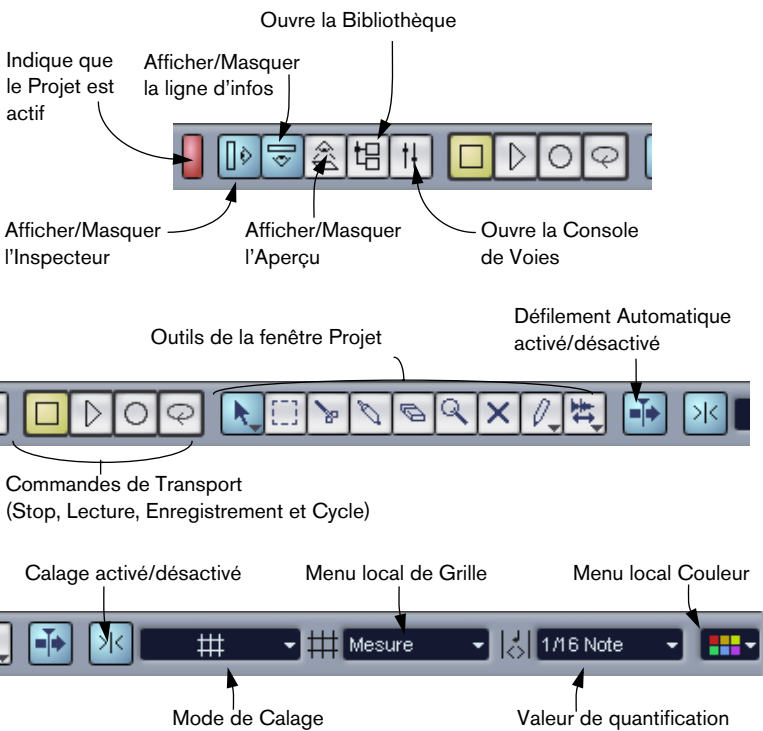 Ouvre la Bibliothèque
Indique que
le Projet est
actif
Afficher/Masquer
la ligne d'infos
Afficher/Masquer
l'Inspecteur
Afficher/Masquer
l'Aperçu
Ouvre la Console
de Voies
Outils de la fenêtre Projet
Défilement Automatique
activé/désactivé
Commandes de Transport
(Stop, Lecture, Enregistrement et Cycle)
Calage activé/désactivé
Menu local de Grille
Menu local Couleur
Mesure
1/16 Note
Mode de Calage
Valeur de quantification